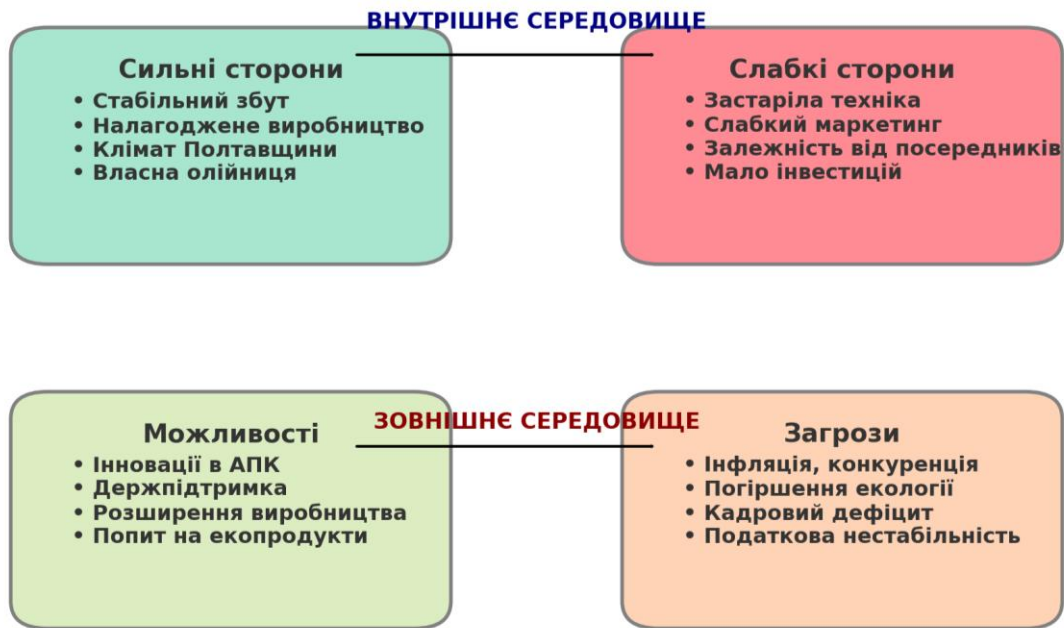 ВНУТРІШНЄ СЕРЕДОВИЩЕ
Сильні сторони
• Стабільний збут
• Налагоджене виробництво
• Клімат Полтавщини
• Власна олійниця
Слабкі сторони
• Застаріла техніка
• Слабкий маркетинг
• Залежність від посередників
• Мало інвестицій
ЗОВНІШНЄ СЕРЕДОВИЩЕ
Можливості
• Інновації в АПК
• Держпідтримка
• Розширення виробництва
• Попит на екопродукти
Загрози
• Інфляція, конкуренція
• Погіршення екології
• Кадровий дефіцит
• Податкова нестабільність